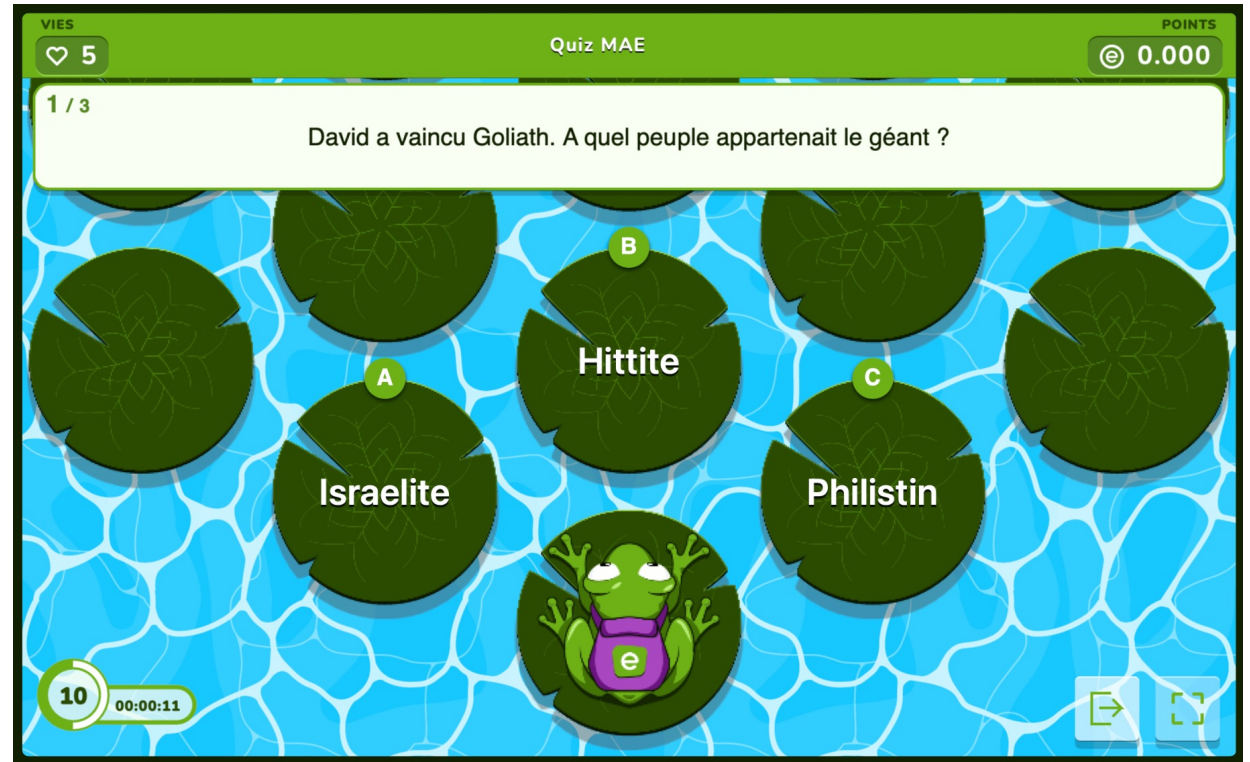 VIES
5
Quiz MAE
POINTS
e 0.000
1 / 3
David a vaincu Goliath. A quel peuple appartenait le géant ?
B
Hittite
A
Israelite
C
Philistin
e
10
00:00:11